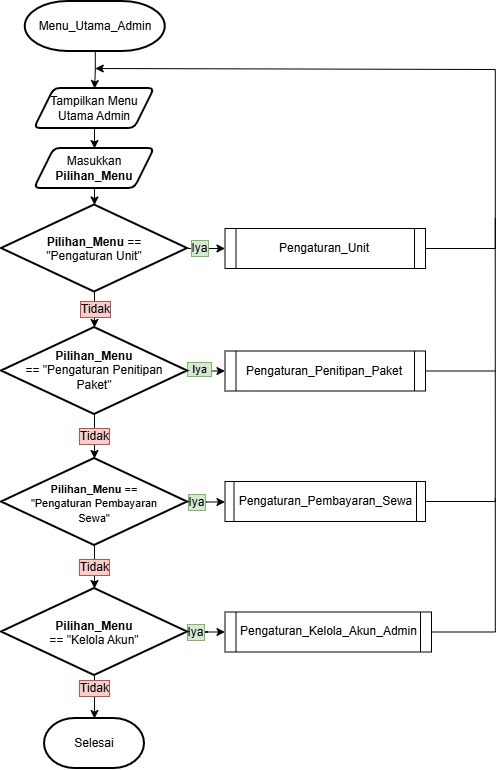 Menu_Utama_Admin
Tampilkan Menu
Utama Admin
Masukkan
Pilihan_Menu
Pilihan_Menu ==
"Pengaturan Unit"
Iya
Pengaturan_Unit
Tidak
Pilihan_Menu
== "Pengaturan Penitipan
Paket"
Iya
Pengaturan_Penitipan_Paket
Tidak
Pilihan_Menu ==
"Pengaturan Pembayaran
Sewa"
Iya
Pengaturan_Pembayaran_Sewa
Tidak
Pilihan_Menu
== "Kelola Akun"
Iya
Pengaturan_Kelola_Akun_Admin
Tidak
Selesai